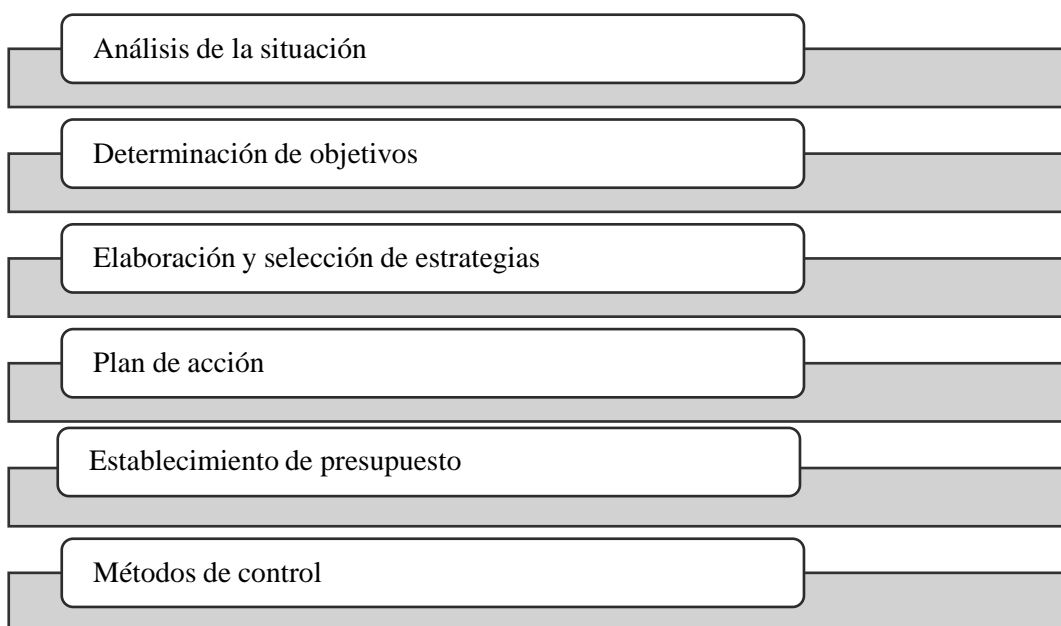 Análisis de la situación
Determinación de objetivos
Elaboración y selección de estrategias
Plan de acción
Establecimiento de presupuesto
Métodos de control